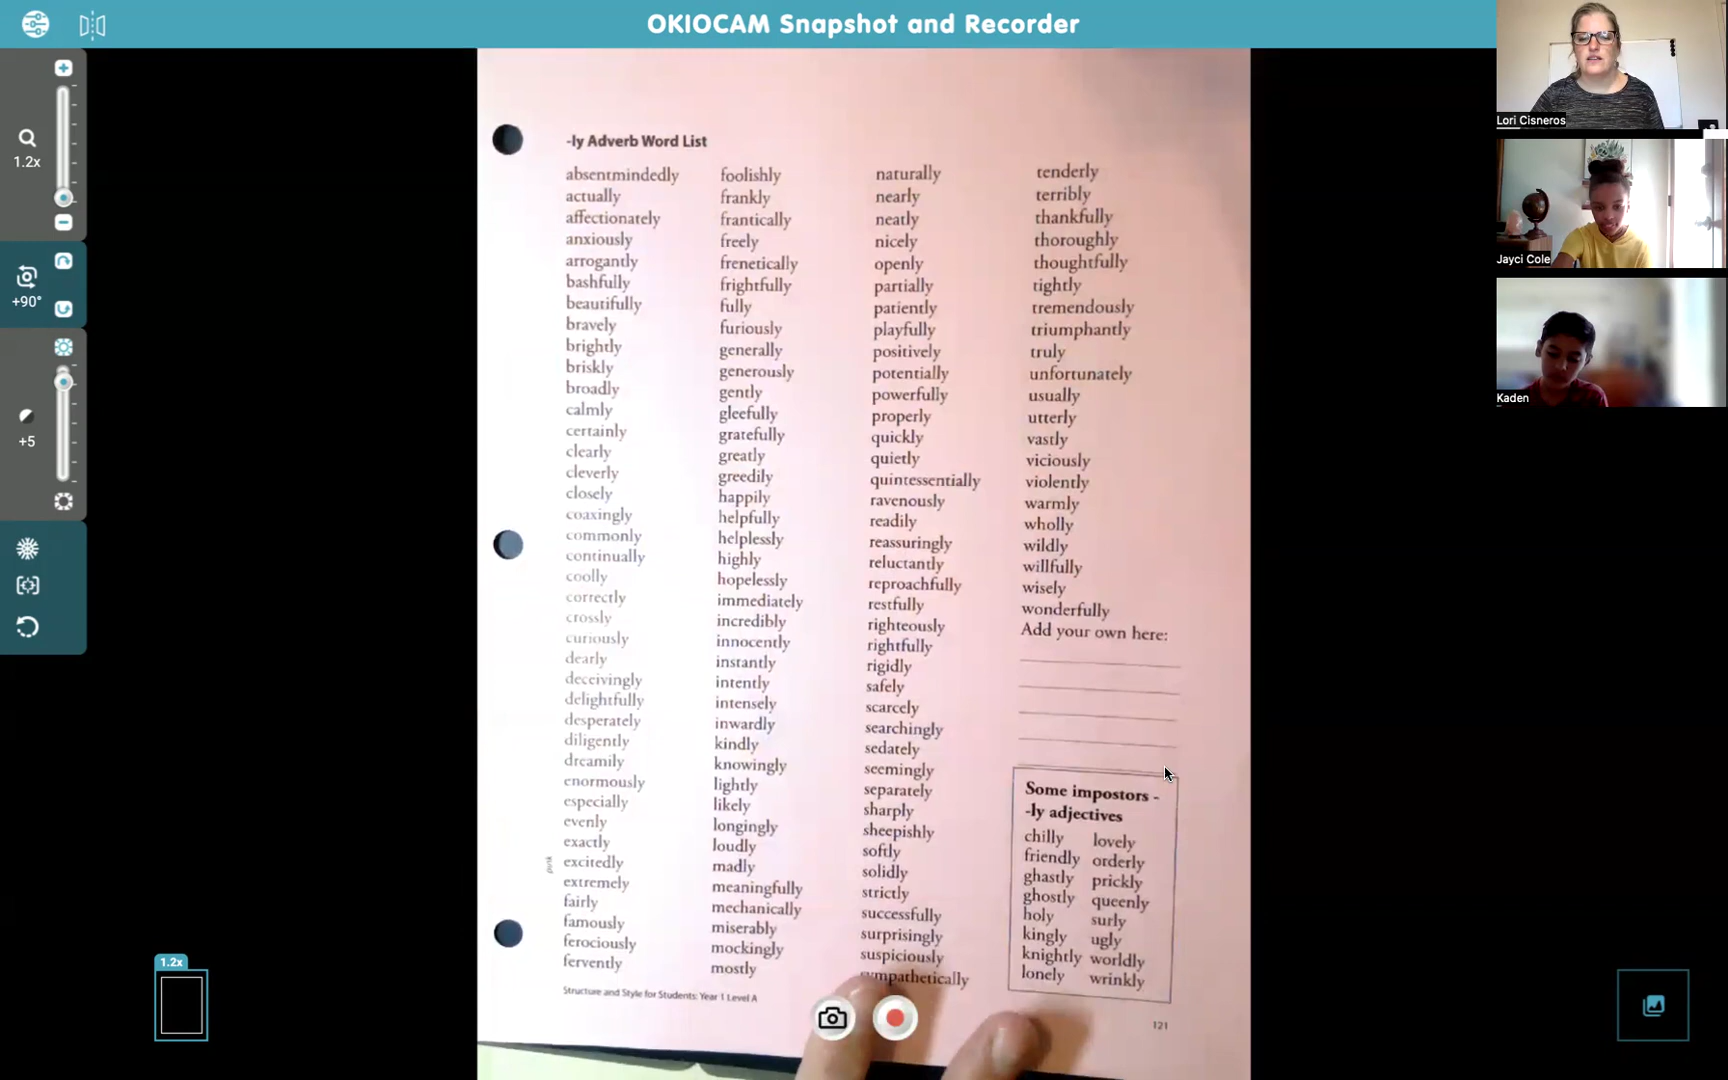 OKIOCAM Snapshot and Recorder
1.2x
+90°
+5
1.2x
Lori Cisneros
Jayci Cole
Kaden
-ly Adverb Word List
absentmindedly
actually
affectionately
anxiously
arrogantly
bashfully
beautifully
bravely
brightly
briskly
broadly
calmly
certainly
clearly
cleverly
closely
coaxingly
commonly
continually
coolly
correctly
crossly
curiously
dearly
deceivingly
delightfully
desperately
diligently
dreamily
enormously
especially
evenly
exactly
excitedly
extremely
fairly
famously
ferociously
fervently
foolishly
frankly
frantically
freely
frenetically
frightfully
fully
furiously
generally
generously
gently
gleefully
gratefully
greatly
greedily
happily
helpfully
helplessly
highly
hopelessly
immediately
incredibly
innocently
instantly
intently
intensely
inwardly
kindly
knowingly
lightly
likely
longingly
loudly
madly
meaningfully
mechanically
miserably
mockingly
mostly
naturally
nearly
neatly
nicely
openly
partially
patiently
playfully
positively
potentially
powerfully
properly
quickly
quietly
quintessentially
ravenously
readily
reassuringly
reluctantly
reproachfully
restfully
righteously
rightfully
rigidly
safely
scarcely
searchingly
sedately
seemingly
separately
sharply
sheepishly
softly
solidly
strictly
successfully
surprisingly
suspiciously
sympathetically
tenderly
terribly
thankfully
thoroughly
thoughtfully
tightly
tremendously
triumphantly
truly
unfortunately
usually
utterly
vastly
viciously
violently
warmly
wholly
wildly
willfully
wisely
wonderfully
Add your own here:
Some impostors -
-ly adjectives
chilly lovely
friendly orderly
ghastly prickly
ghostly queenly
holy surly
kingly ugly
knightly worldly
lonely wrinkly
pink
Structure and Style for Students: Year 1 Level A
121